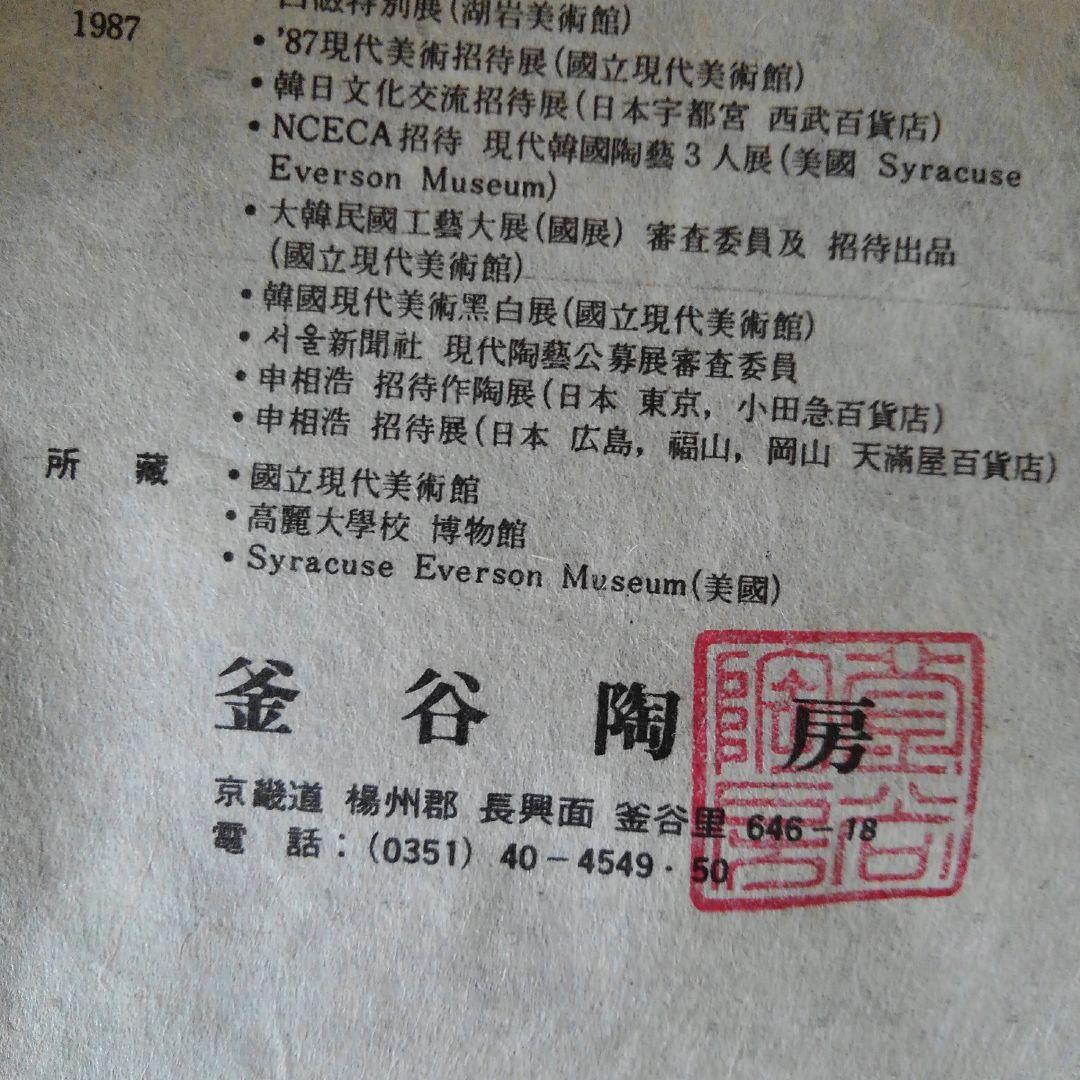 白磁特別展(湖岩美術館)
1987
• '87現代美術招待展(國立現代美術館)
• 韓日文化交流招待展(日本宇都宮 西武百貨店)
• NCECA招待 現代韓國陶藝3人展(美國 Syracuse
Everson Museum)
• 大韓民國工藝大展(國展) 審査委員及 招待出品
(國立現代美術館)
• 韓國現代美術黑白展(國立現代美術館)
• 서울新聞社 現代陶藝公募展審査委員
• 申相浩 招待作陶展(日本 東京, 小田急百貨店)
• 申相浩 招待展(日本 広島, 福山, 岡山 天滿屋百貨店)
所藏 • 國立現代美術館
• 高麗大學校 博物館
• Syracuse Everson Museum(美國)
釜谷陶房
京畿道 楊州郡 長興面 釜谷里 646-18
電話: (0351) 40-4549·50